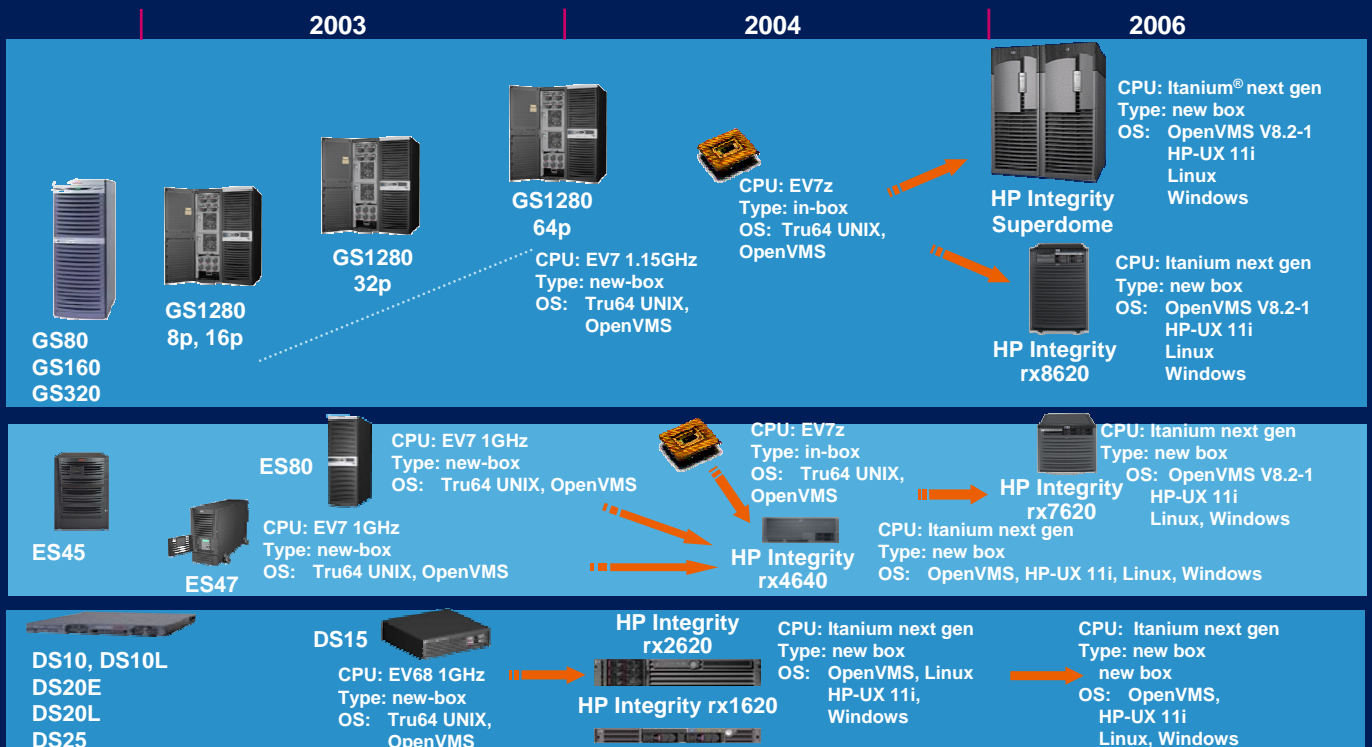 2003
2004
2006
GS80
GS160
GS320
GS1280
8p, 16p
GS1280
32p
GS1280
64p
CPU: EV7 1.15GHz
Type: new-box
OS: Tru64 UNIX,
OpenVMS
CPU: EV7z
Type: in-box
OS: Tru64 UNIX,
OpenVMS
HP Integrity
Superdome
CPU: Itanium® next gen
Type: new box
OS: OpenVMS V8.2-1
HP-UX 11i
Linux
Windows
HP Integrity
rx8620
CPU: Itanium next gen
Type: new box
OS: OpenVMS V8.2-1
HP-UX 11i
Linux
Windows
ES45
ES47
CPU: EV7 1GHz
Type: new-box
OS: Tru64 UNIX, OpenVMS
ES80
CPU: EV7 1GHz
Type: new-box
OS: Tru64 UNIX, OpenVMS
CPU: EV7z
Type: in-box
OS: Tru64 UNIX,
OpenVMS
HP Integrity
rx4640
CPU: Itanium next gen
Type: new box
OS: OpenVMS, HP-UX 11i, Linux, Windows
HP Integrity
rx7620
CPU: Itanium next gen
Type: new box
OS: OpenVMS V8.2-1
HP-UX 11i
Linux, Windows
DS10, DS10L
DS20E
DS20L
DS25
DS15
CPU: EV68 1GHz
Type: new-box
OS: Tru64 UNIX,
OpenVMS
HP Integrity
rx2620
HP Integrity rx1620
CPU: Itanium next gen
Type: new box
OS: OpenVMS, Linux
HP-UX 11i,
Windows
CPU: Itanium next gen
Type: new box
new box
OS: OpenVMS,
HP-UX 11i
Linux, Windows